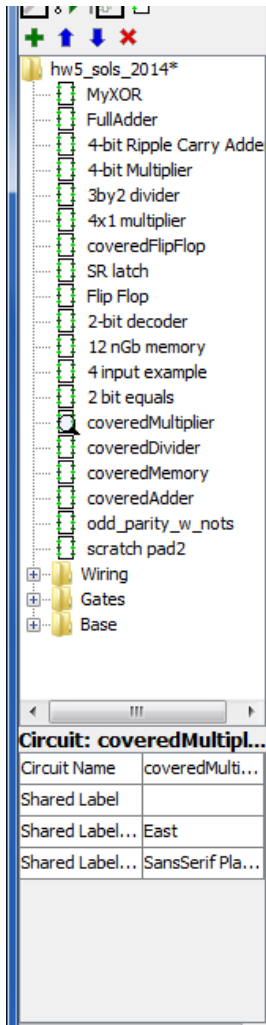 hw5_sols_2014*
MyXOR
FullAdder
4-bit Ripple Carry Adde
4-bit Multiplier
3by2 divider
4x1 multiplier
coveredFlipFlop
SR latch
Flip Flop
2-bit decoder
12 nGb memory
4 input example
2 bit equals
coveredMultiplier
coveredDivider
coveredMemory
coveredAdder
odd_parity_w_nots
scratch pad2
Wiring
Gates
Base
Circuit: coveredMultipl...
Circuit Name coveredMulti...
Shared Label
Shared Label... East
Shared Label... SansSerif Pla...